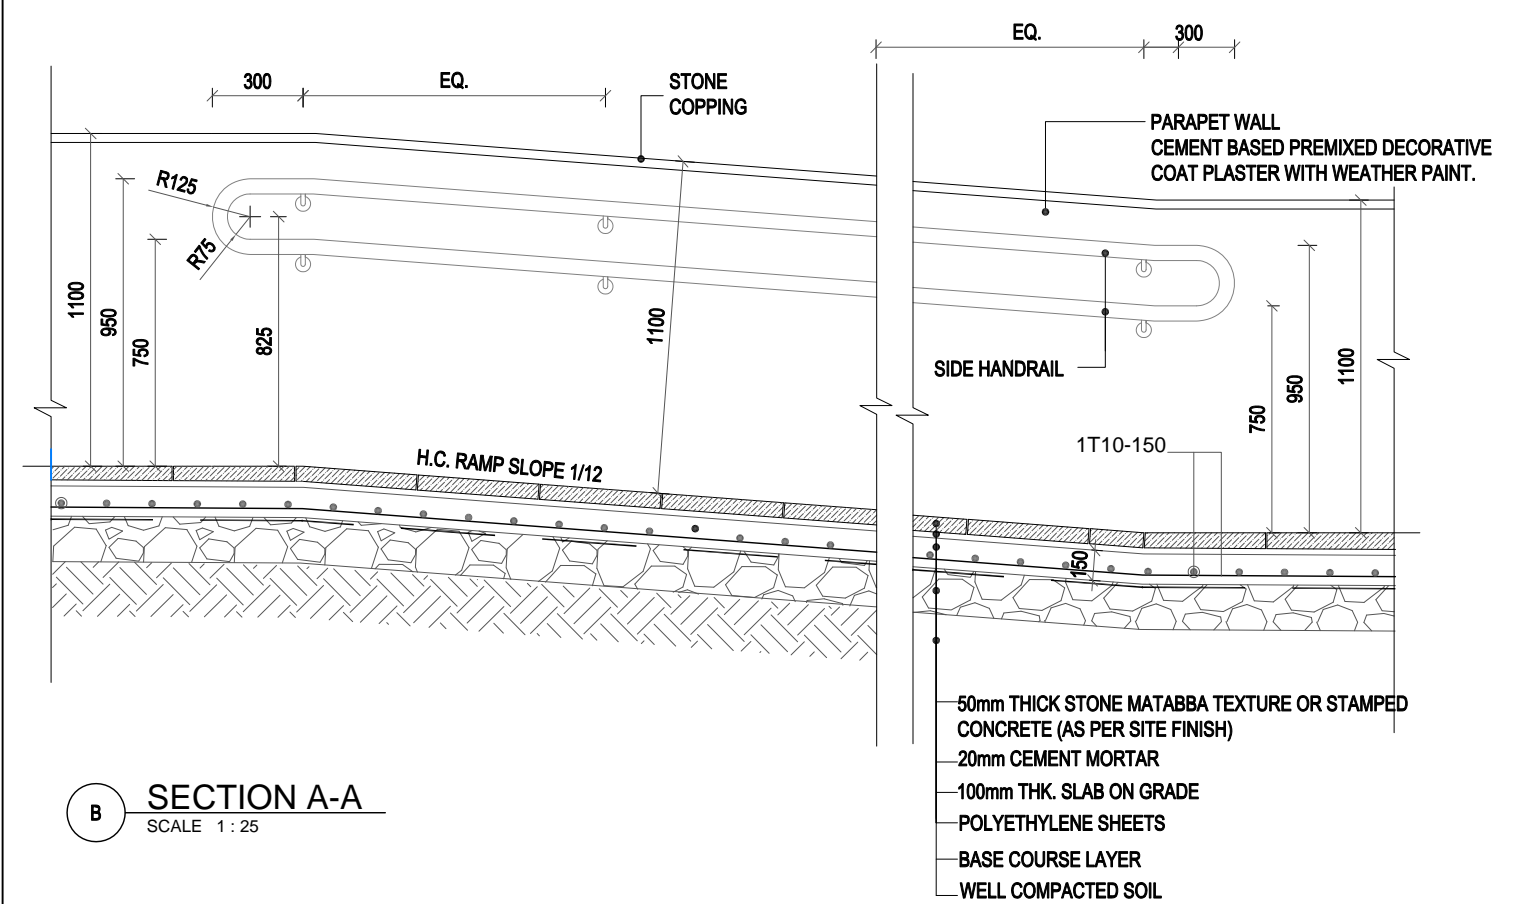 EQ.
300
300
EQ.
STONE
COPPING
PARAPET WALL
CEMENT BASED PREMIXED DECORATIVE
COAT PLASTER WITH WEATHER PAINT.
R125
R75
1100
950
750
825
1100
SIDE HANDRAIL
1100
950
750
1T10-150
H.C. RAMP SLOPE 1/12
150
50mm THICK STONE MATABBA TEXTURE OR STAMPED
CONCRETE (AS PER SITE FINISH)
20mm CEMENT MORTAR
100mm THK. SLAB ON GRADE
POLYETHYLENE SHEETS
BASE COURSE LAYER
WELL COMPACTED SOIL
B
SECTION A-A
SCALE 1 : 25